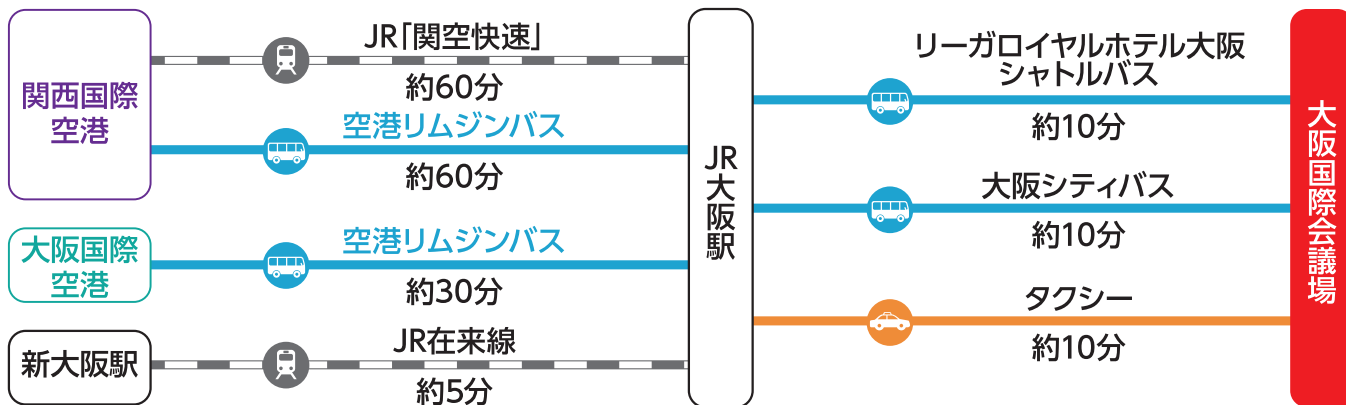 関西国際
空港
JR「関空快速」
約60分
空港リムジンバス
約60分
大阪国際
空港
空港リムジンバス
約30分
新大阪駅
JR在来線
約5分
JR大阪駅
リーガロイヤルホテル大阪
シャトルバス
約10分
大阪シティバス
約10分
タクシー
約10分
大阪国際会議場